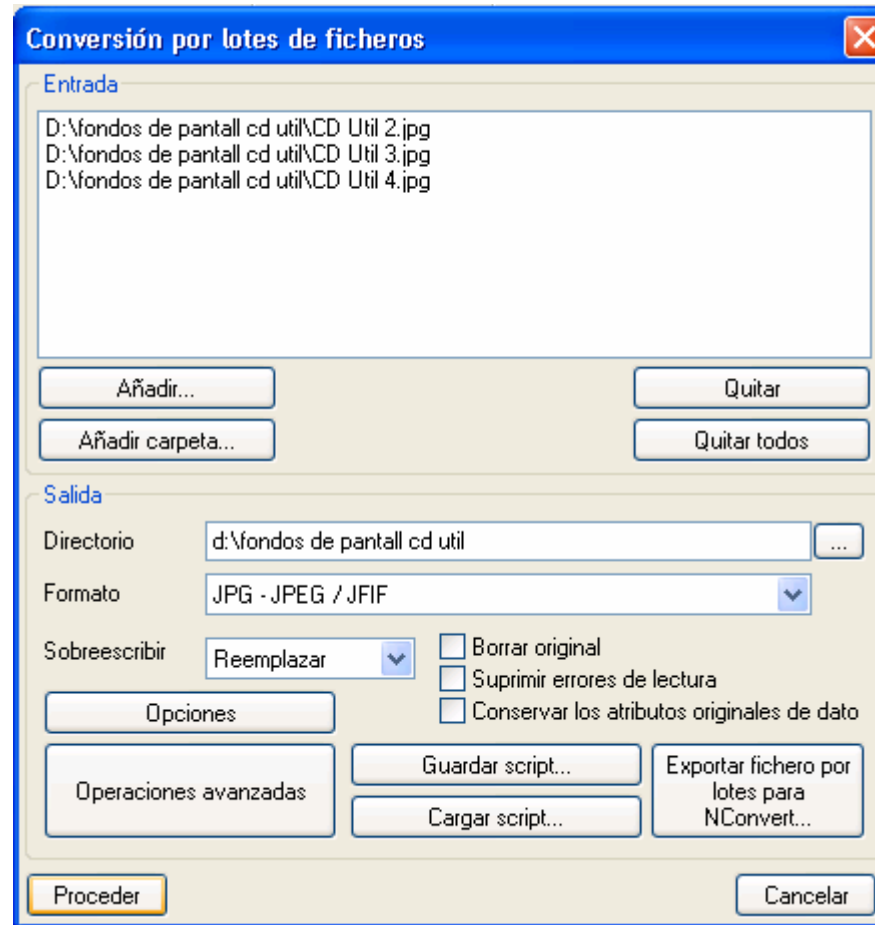 Conversión por lotes de ficheros
Entrada
D:\fondos de pantall cd util\CD Util 2.jpg
D:\fondos de pantall cd util\CD Util 3.jpg
D:\fondos de pantall cd util\CD Util 4.jpg
Añadir...
Quitar
Añadir carpeta...
Quitar todos
Salida
Directorio
d:\fondos de pantall cd util
...
Formato
JPG - JPEG / JFIF
Sobreescribir
Reemplazar
Borrar original
Suprimir errores de lectura
Conservar los atributos originales de dato
Opciones
Operaciones avanzadas
Guardar script...
Cargar script...
Exportar fichero por
lotes para
NConvert...
Proceder
Cancelar